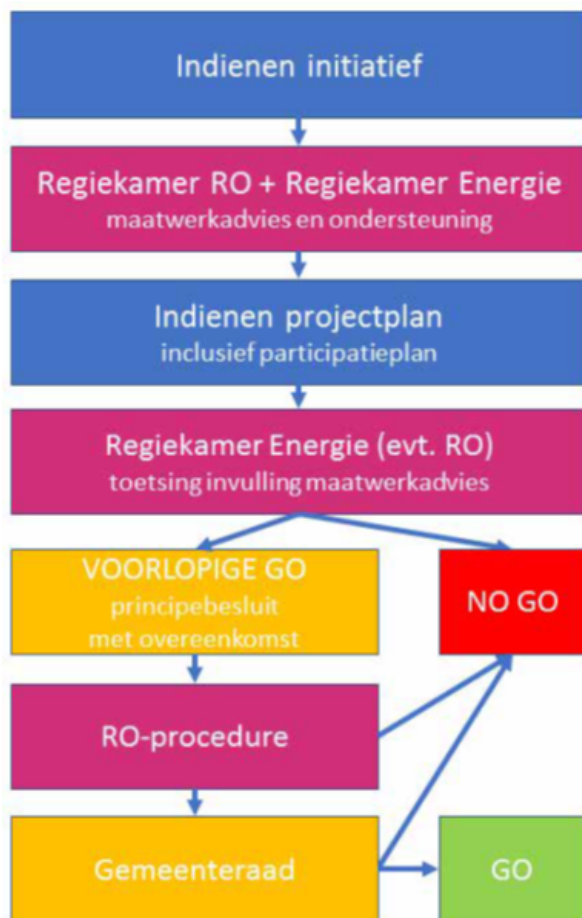 Indienen initiatief
Regiekamer RO + Regiekamer Energie
maatwerkadvies en ondersteuning
Indienen projectplan
inclusief participatieplan
Regiekamer Energie (evt. RO)
toetsing invulling maatwerkadvies
VOORLOPIGE GO
principebesluit
met overeenkomst
NO GO
RO-procedure
Gemeenteraad
GO